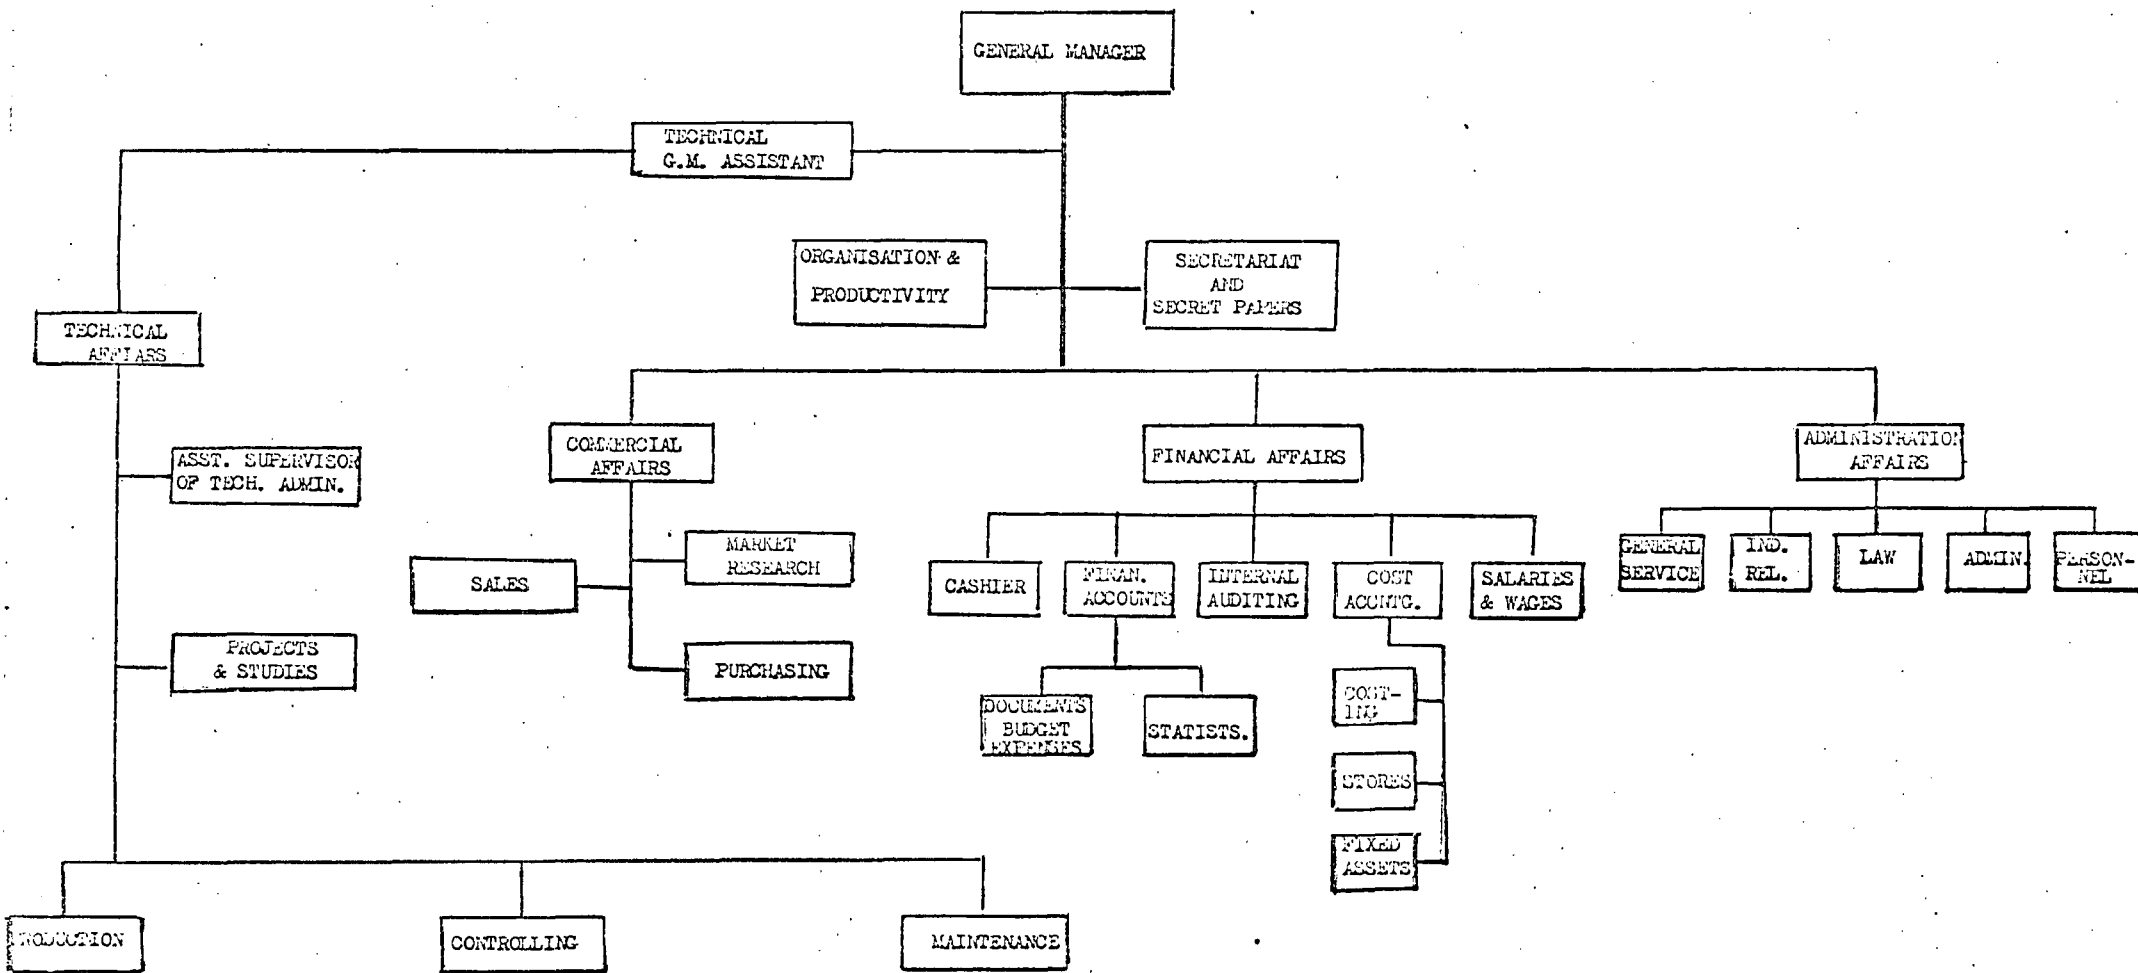 GENERAL MANAGER
TECHNICAL
G.M. ASSISTANT
ORGANISATION &
PRODUCTIVITY
SECRETARIAT
AND
SECRET PAPERS
TECHNICAL
AFFIARS
COMMERCIAL
AFFAIRS
FINANCIAL AFFAIRS
ADMINISTRATION
AFFAIRS
ASST. SUPERVISOR
OF TECH. ADMIN.
SALES
MARKET
RESEARCH
CASHIER
FINAN.
ACCOUNTS
INTERNAL
AUDITING
COST
ACCNTG.
SALARIES
& WAGES
GENERAL
SERVICE
IND.
REL.
LAW
ADMIN.
PERSON-
NEL
PROJECTS
& STUDIES
PURCHASING
DOCUMENTS
BUDGET
EXPENSES
STATISTS.
COST-
ING
STORES
FIXED
ASSETS
PRODUCTION
CONTROLLING
MAINTENANCE